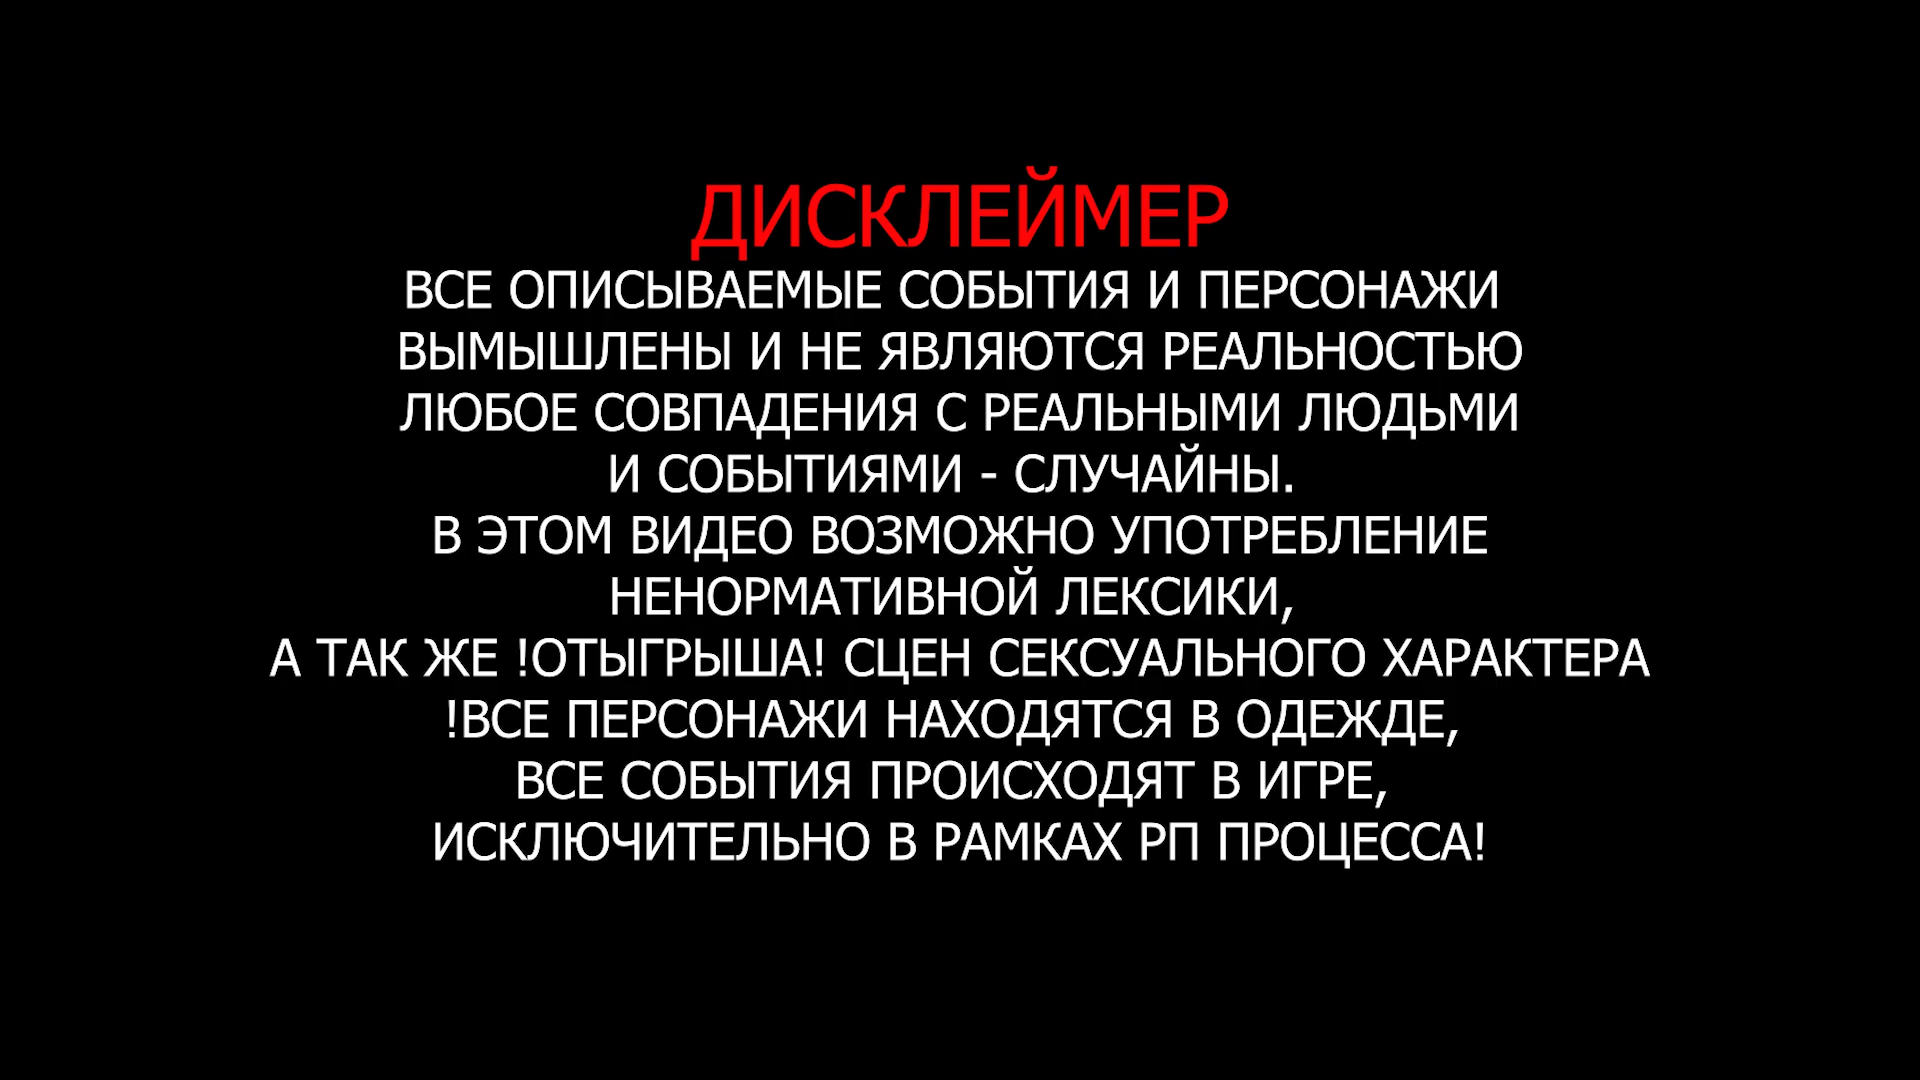 ДИСКЛЕЙМЕР
ВСЕ ОПИСЫВАЕМЫЕ СОБЫТИЯ И ПЕРСОНАЖИ
ВЫМЫШЛЕНЫ И НЕ ЯВЛЯЮТСЯ РЕАЛЬНОСТЬЮ
ЛЮБОЕ СОВПАДЕНИЯ С РЕАЛЬНЫМИ ЛЮДЬМИ
И СОБЫТИЯМИ - СЛУЧАЙНЫ.
В ЭТОМ ВИДЕО ВОЗМОЖНО УПОТРЕБЛЕНИЕ
НЕНОРМАТИВНОЙ ЛЕКСИКИ,
А ТАК ЖЕ !ОТЫГРЫША! СЦЕН СЕКСУАЛЬНОГО ХАРАКТЕРА
!ВСЕ ПЕРСОНАЖИ НАХОДЯТСЯ В ОДЕЖДЕ,
ВСЕ СОБЫТИЯ ПРОИСХОДЯТ В ИГРЕ,
ИСКЛЮЧИТЕЛЬНО В РАМКАХ РП ПРОЦЕССА!